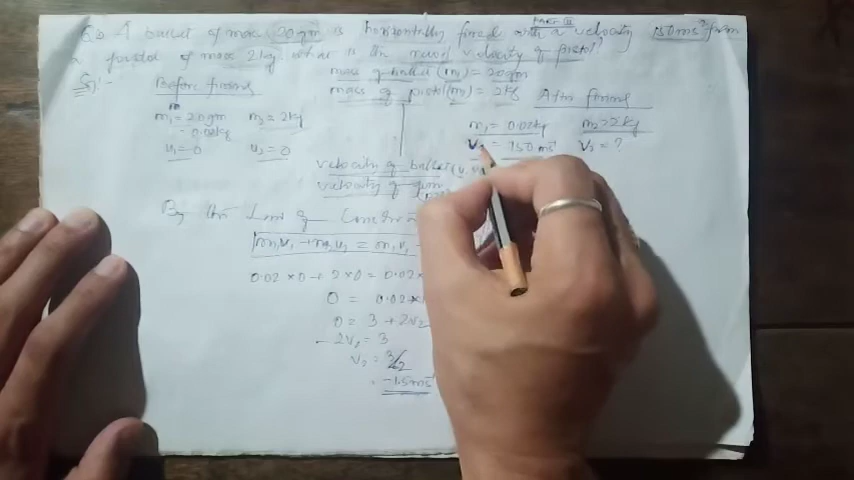 PART-III
Q) A bullet of mass 20gm is horizontally fired with a velocity 150ms⁻¹ from
a pistol of mass 2kg. What is the velocity of pistol?
Sol:- Before firing
mass of bullet (m₁) = 20gm
mass of pistol (m₂) = 2kg
After firing
m₁ = 20gm m₂ = 2kg
= 0.02kg
u₁ = 0 u₂ = 0
m₁ = 0.02kg m₂ = 2kg
V₁ = 150ms⁻¹ V₂ = ?
velocity of bullet
velocity of gun
By the Law of
m₁u₁ + m₂u₂ = m₁v₁
0.02 × 0 + 2 × 0 = 0.02 ×
0 = 0.02 ×
0 = 3 + 2v₂
- 2V₂ = 3
V₂ = 3/2
= -1.5ms⁻¹